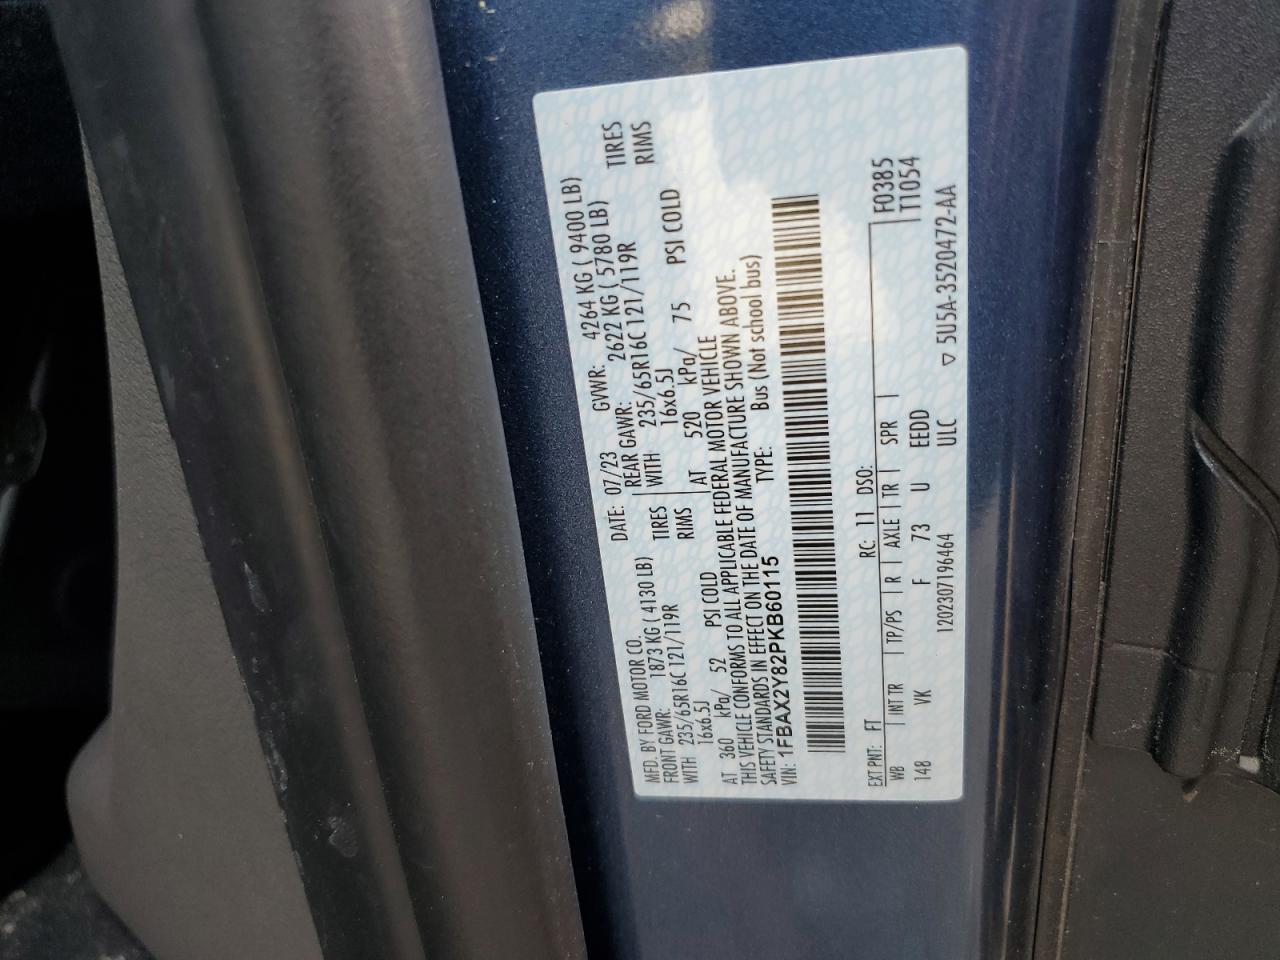 MFD. BY FORD MOTOR CO.
DATE: 07/23 GVWR: 4264 KG ( 9400 LB)
FRONT GAWR: 1873 KG ( 4130 LB) REAR GAWR: 2622 KG ( 5780 LB)
WITH 235/65R16C 121/119R TIRES WITH 235/65R16C 121/119R TIRES
16x6.5J RIMS 16x6.5J RIMS
AT 360 kPa/ 52 PSI COLD AT 520 kPa/ 75 PSI COLD
THIS VEHICLE CONFORMS TO ALL APPLICABLE FEDERAL MOTOR VEHICLE
SAFETY STANDARDS IN EFFECT ON THE DATE OF MANUFACTURE SHOWN ABOVE.
VIN: 1FBAX2Y82PKB60115 TYPE: Bus (Not school bus)
EXT PNT: FT RC: 11 DSO: F0385
WB INT TR TP/PS R AXLE TR SPR T1054
148 VK F 73 U EEDD
1202307196464 ULC ▽ 5U5A-3520472-AA